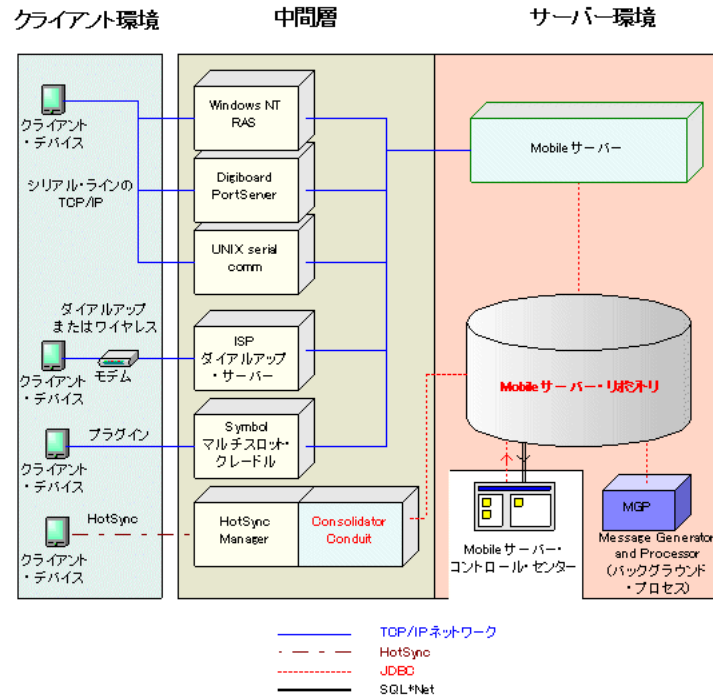 クライアント環境
中間層
サーバー環境
クライアント
・デバイス
シリアル・ラインの
TCP/IP
Windows NT
RAS
Digiboard
PortServer
UNIX serial
comm
Mobileサーバー
ダイアルアップ
またはワイヤレス
モデム
クライアント
・デバイス
ISP
ダイアルアップ
・サーバー
Mobileサーバー・リポジトリ
プラグイン
クライアント
・デバイス
Symbol
マルチスロット・
クレードル
HotSync
クライアント
・デバイス
HotSync
Manager
Consolidator
Conduit
Mobileサーバー・
コントロール・センター
MGP
Message Generator
and Processor
(バックグラウンド
・プロセス)
TCP/IPネットワーク
HotSync
JDBC
SQL*Net